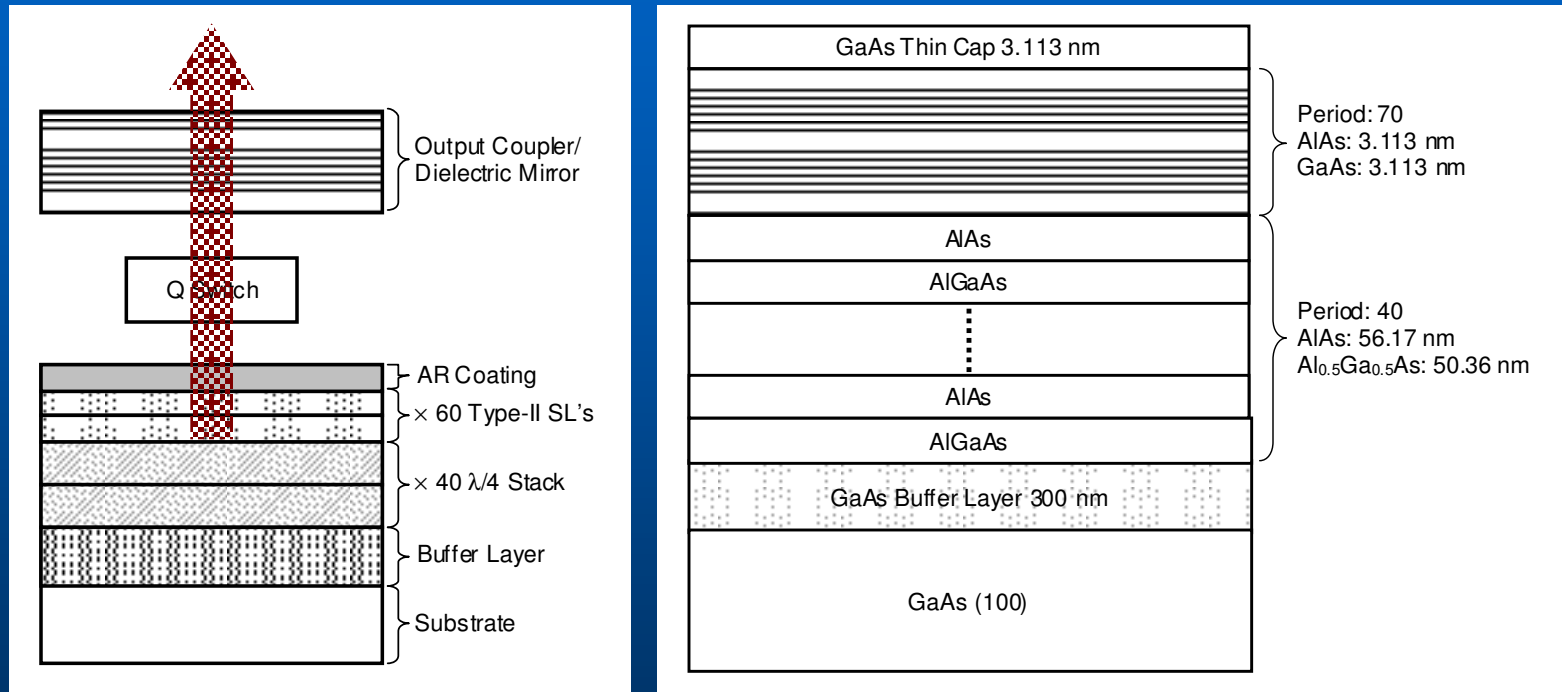 Output Coupler/
Dielectric Mirror
Q Switch
AR Coating
× 60 Type-II SL's
× 40 λ/4 Stack
Buffer Layer
Substrate
GaAs Thin Cap 3.113 nm
Period: 70
AlAs: 3.113 nm
GaAs: 3.113 nm
AlAs
AlGaAs
Period: 40
AlAs: 56.17 nm
Al₀.₅Ga₀.₅As: 50.36 nm
AlAs
AlGaAs
GaAs Buffer Layer 300 nm
GaAs (100)